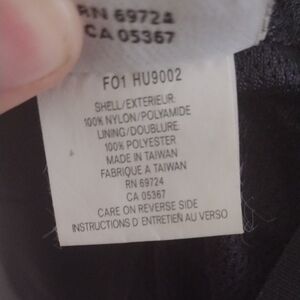 RN 69724
CA 05367
F01 HU9002
SHELL/EXTERIEUR:
100% NYLON/POLYAMIDE
LINING/DOUBLURE:
100% POLYESTER
MADE IN TAIWAN
FABRIQUE A TAIWAN
RN 69724
CA 05367
CARE ON REVERSE SIDE
INSTRUCTIONS D'ENTRETIEN AU VERSO